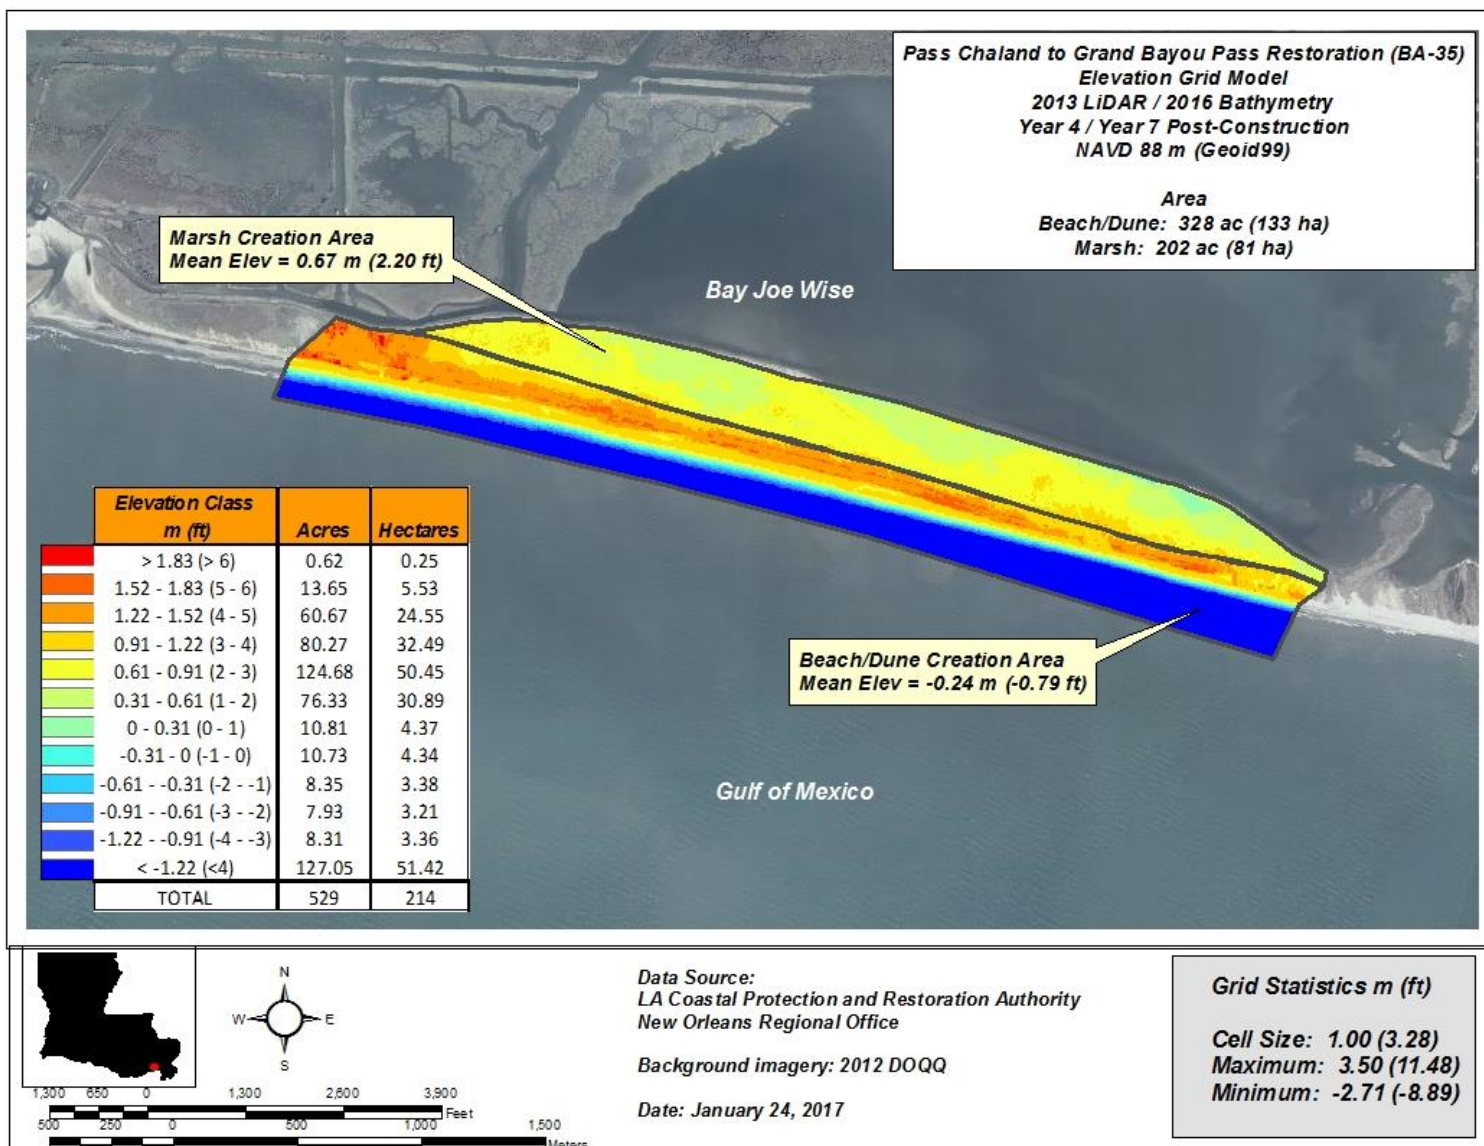 Pass Chaland to Grand Bayou Pass Restoration (BA-35)
Elevation Grid Model
2013 LiDAR / 2016 Bathymetry
Year 4 / Year 7 Post-Construction
NAVD 88 m (Geoid99)
Area
Beach/Dune: 328 ac (133 ha)
Marsh: 202 ac (81 ha)
Marsh Creation Area
Mean Elev = 0.67 m (2.20 ft)
Bay Joe Wise
Beach/Dune Creation Area
Mean Elev = -0.24 m (-0.79 ft)
Gulf of Mexico
Elevation Class
m (ft) Acres Hectares
> 1.83 (> 6) 0.62 0.25
1.52 - 1.83 (5 - 6) 13.65 5.53
1.22 - 1.52 (4 - 5) 60.67 24.55
0.91 - 1.22 (3 - 4) 80.27 32.49
0.61 - 0.91 (2 - 3) 124.68 50.45
0.31 - 0.61 (1 - 2) 76.33 30.89
0 - 0.31 (0 - 1) 10.81 4.37
-0.31 - 0 (-1 - 0) 10.73 4.34
-0.61 - -0.31 (-2 - -1) 8.35 3.38
-0.91 - -0.61 (-3 - -2) 7.93 3.21
-1.22 - -0.91 (-4 - -3) 8.31 3.36
< -1.22 (<4) 127.05 51.42
TOTAL 529 214
N
W E
S
1,300 650 0 1,300 2,600 3,900
Feet
500 250 0 500 1,000 1,500
Meters
Data Source:
LA Coastal Protection and Restoration Authority
New Orleans Regional Office
Background imagery: 2012 DOQQ
Date: January 24, 2017
Grid Statistics m (ft)
Cell Size: 1.00 (3.28)
Maximum: 3.50 (11.48)
Minimum: -2.71 (-8.89)